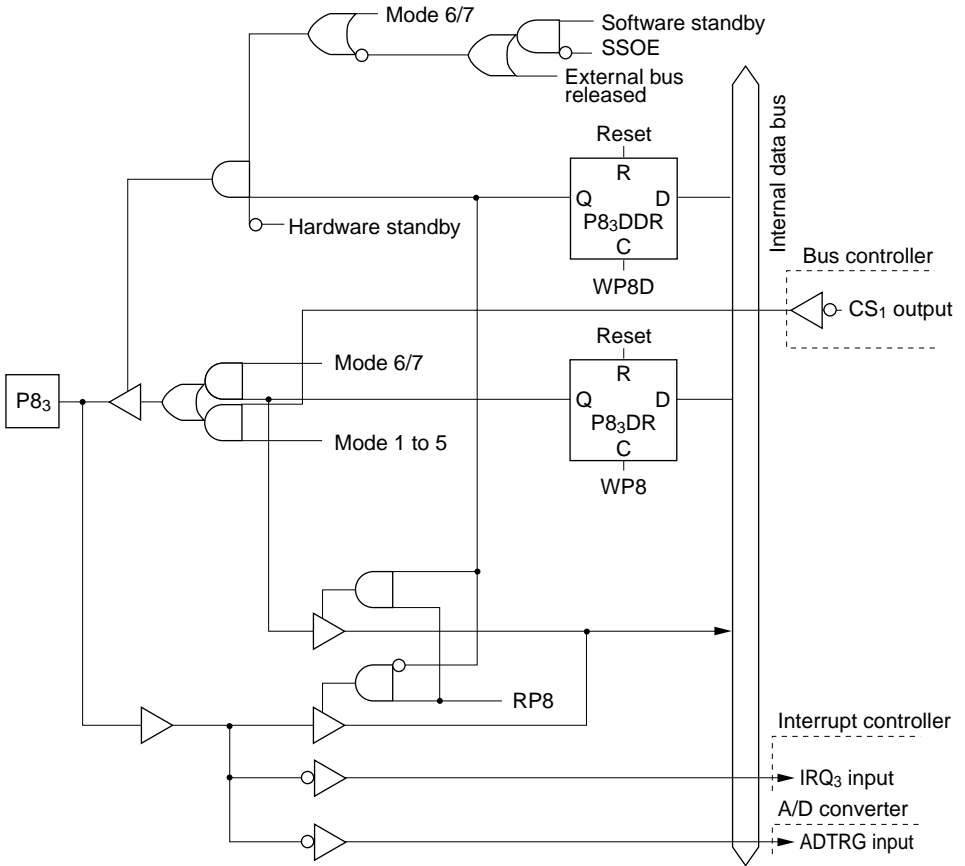 Mode 6/7
Software standby
SSOE
External bus
released
Internal data bus
Reset
R
Q
D
P8₃DDR
C
WP8D
Hardware standby
Bus controller
CS₁ output
Mode 6/7
Reset
R
Q
D
P8₃DR
C
WP8
P8₃
Mode 1 to 5
RP8
Interrupt controller
IRQ₃ input
A/D converter
ADTRG input